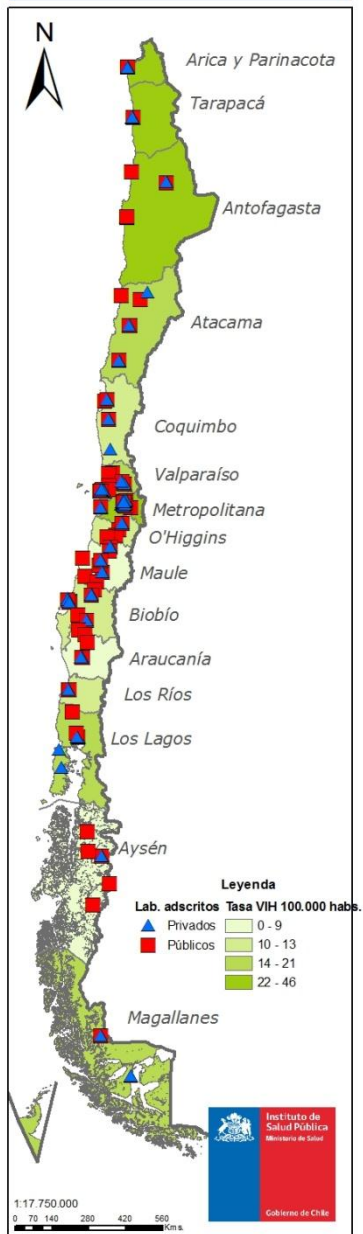 N
Arica y Parinacota
Tarapacá
Antofagasta
Atacama
Coquimbo
Valparaíso
Metropolitana
O'Higgins
Maule
Biobío
Araucanía
Los Ríos
Los Lagos
Aysén
Leyenda
Lab. adscritos Tasa VIH 100.000 habs.
Privados 0 - 9
Públicos 10 - 13
14 - 21
22 - 46
Magallanes
Instituto de
Salud Pública
Ministerio de Salud
Gobierno de Chile
1:17.750.000
0 70 140 280 420 560
Kms.